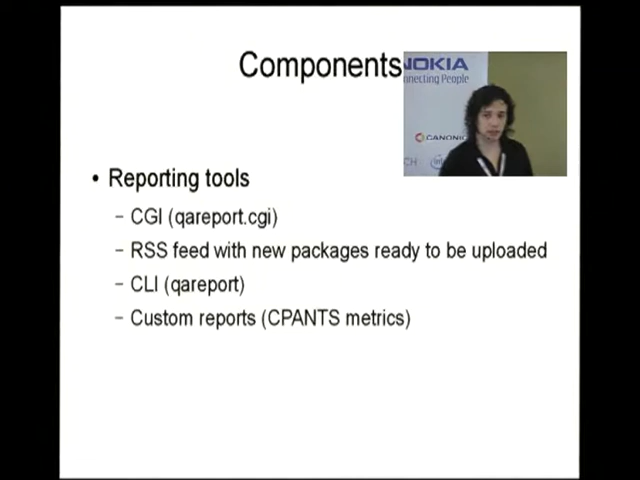 Components
NOKIA
nnecting People
CANONIC
CH
• Reporting tools
– CGI (qareport.cgi)
– RSS feed with new packages ready to be uploaded
– CLI (qareport)
– Custom reports (CPANTS metrics)